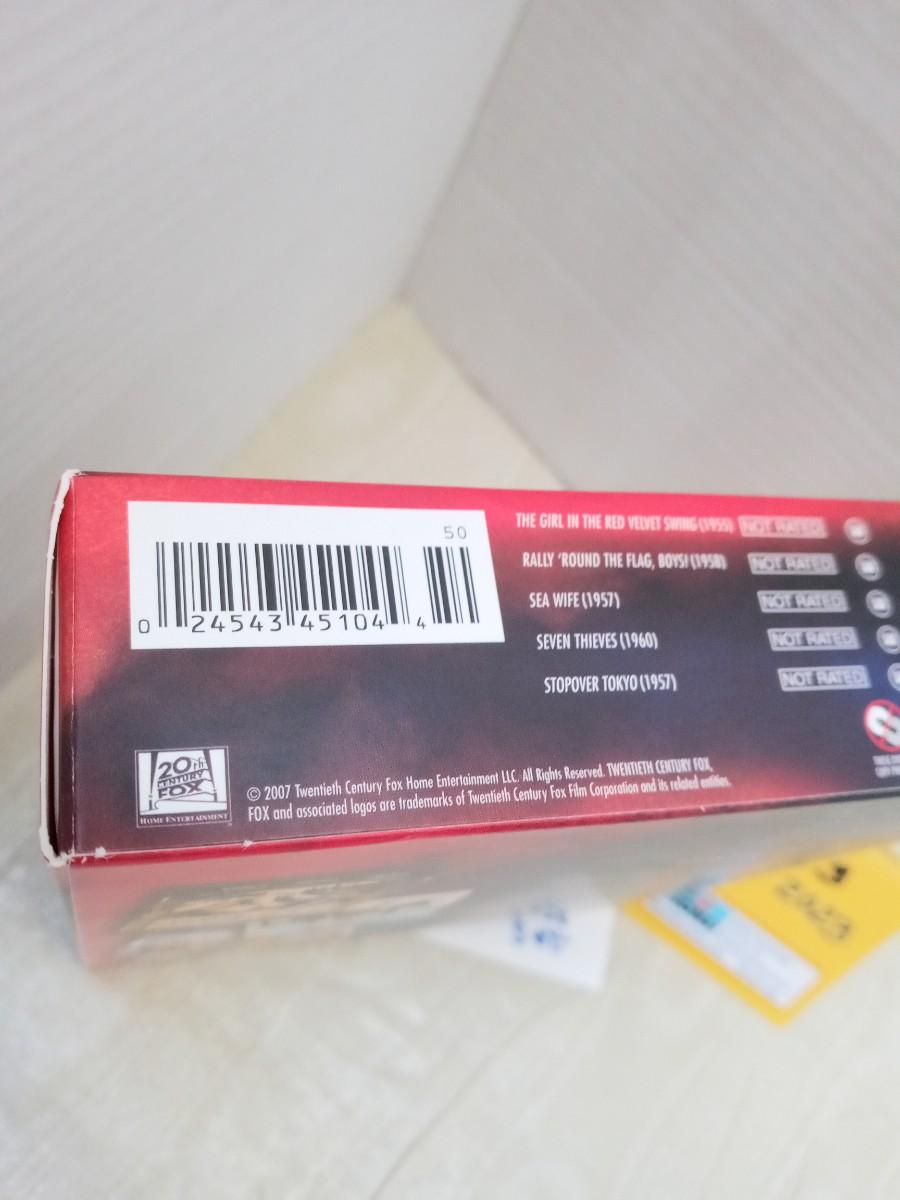 50
0 24543 45104 4
THE GIRL IN THE RED VELVET SWING (1955) NOT RATED
RALLY 'ROUND THE FLAG, BOYS! (1958) NOT RATED
SEA WIFE (1957) NOT RATED
SEVEN THIEVES (1960) NOT RATED
STOPOVER TOKYO (1957) NOT RATED
20th
CENTURY
FOX
HOME ENTERTAINMENT
© 2007 Twentieth Century Fox Home Entertainment LLC. All Rights Reserved. TWENTIETH CENTURY FOX,
FOX and associated logos are trademarks of Twentieth Century Fox Film Corporation and its related entities.